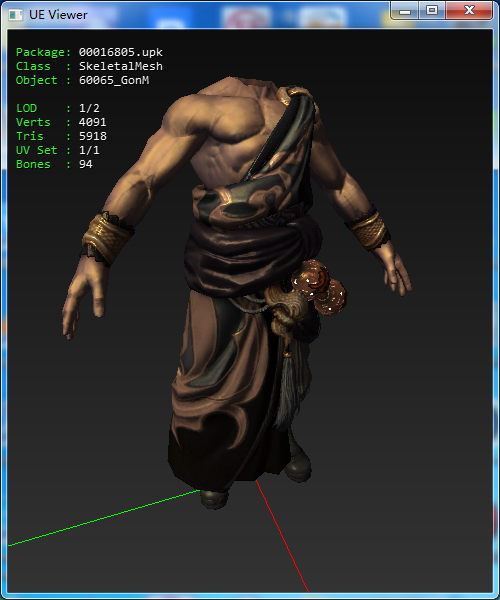 UE Viewer
Package: 00016805.upk
Class : SkeletalMesh
Object : 60065_GonM
LOD : 1/2
Verts : 4091
Tris : 5918
UV Set : 1/1
Bones : 94